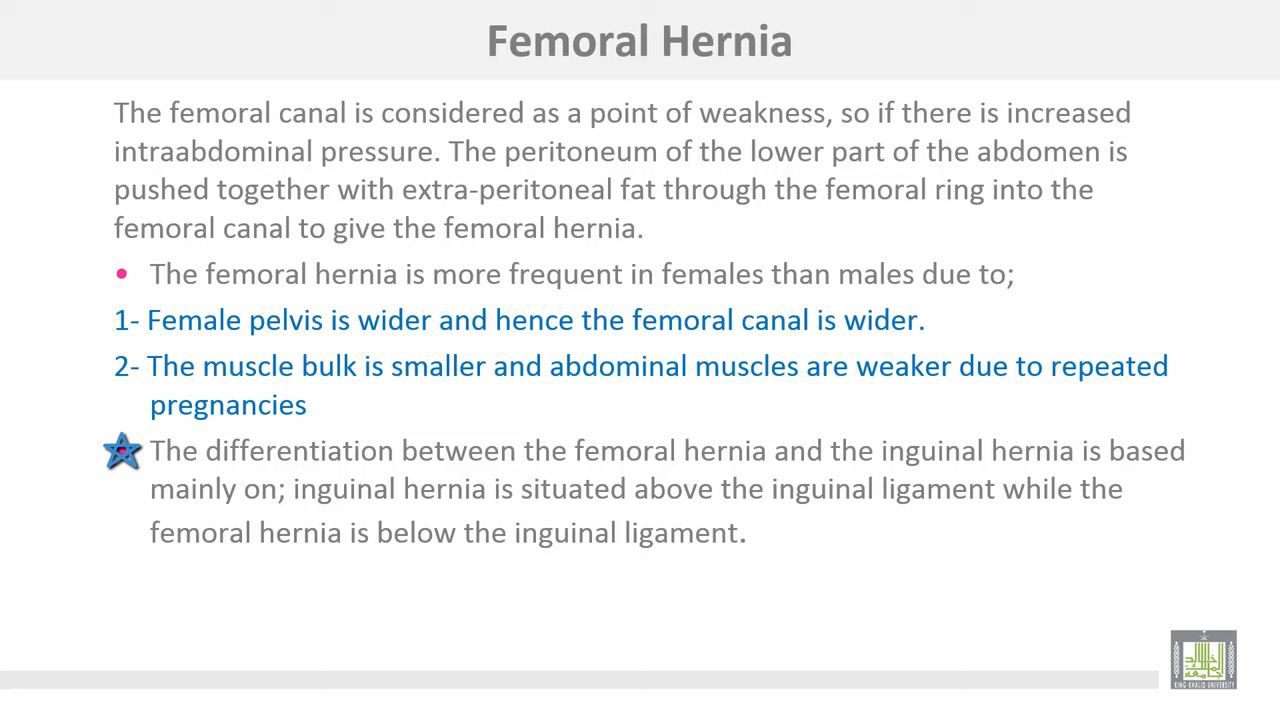 Femoral Hernia
The femoral canal is considered as a point of weakness, so if there is increased
intraabdominal pressure. The peritoneum of the lower part of the abdomen is
pushed together with extra-peritoneal fat through the femoral ring into the
femoral canal to give the femoral hernia.
• The femoral hernia is more frequent in females than males due to;
1- Female pelvis is wider and hence the femoral canal is wider.
2- The muscle bulk is smaller and abdominal muscles are weaker due to repeated
pregnancies
The differentiation between the femoral hernia and the inguinal hernia is based
mainly on; inguinal hernia is situated above the inguinal ligament while the
femoral hernia is below the inguinal ligament.
KING KHALID UNIVERSITY